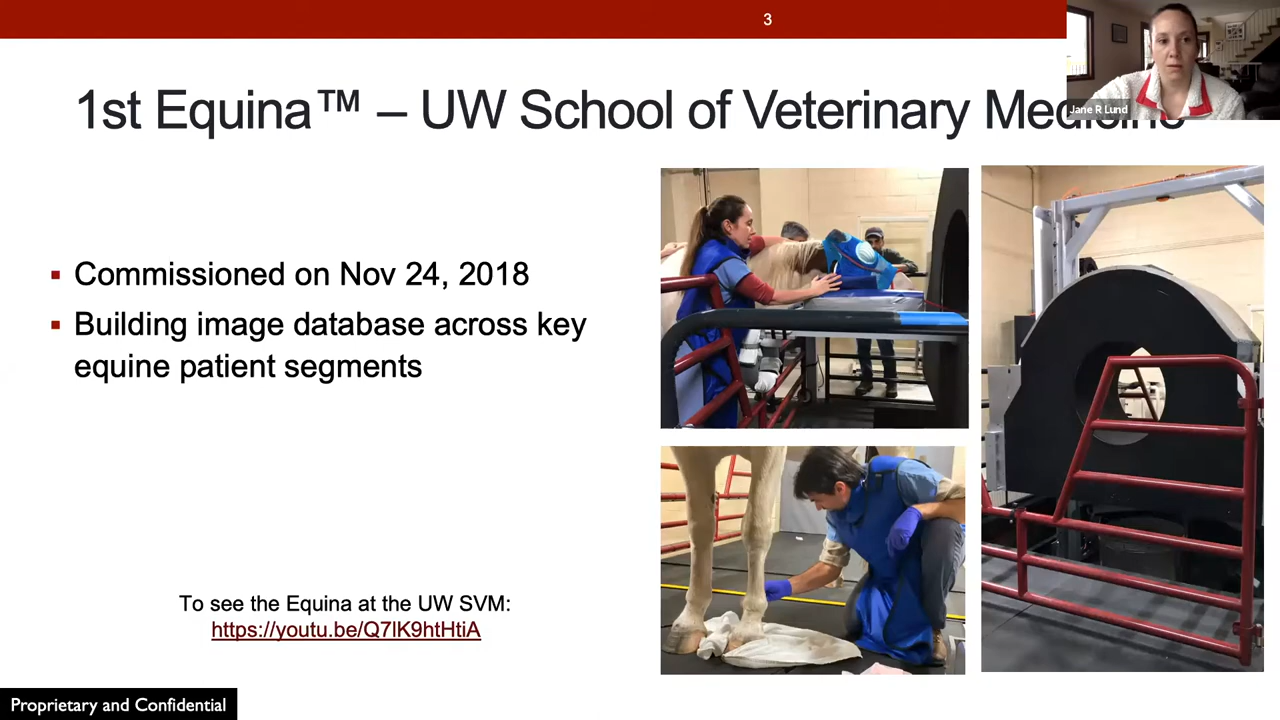 3
Jane R Lund
1st Equina™ – UW School of Veterinary Medicine
▪ Commissioned on Nov 24, 2018
▪ Building image database across key
equine patient segments
To see the Equina at the UW SVM:
https://youtu.be/Q7lK9htHtiA
Proprietary and Confidential